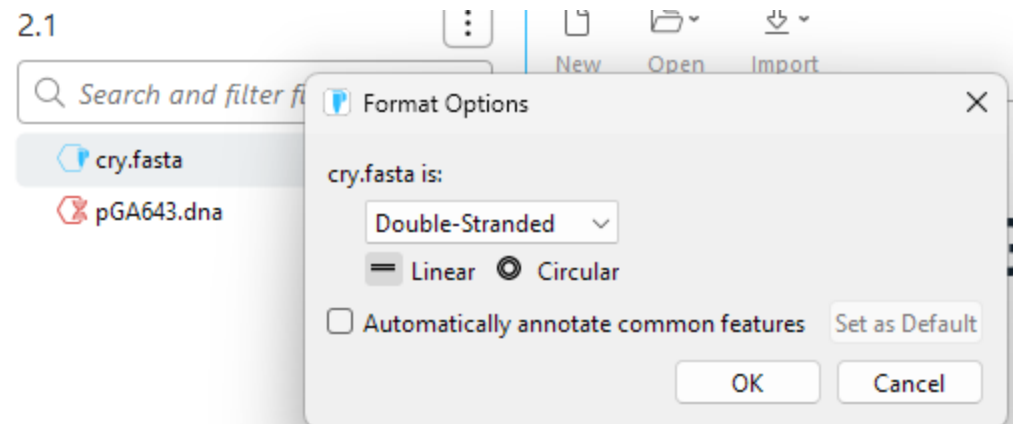 2.1
New Open Import
Search and filter fi
Format Options
cry.fasta
pGA643.dna
cry.fasta is:
Double-Stranded
Linear Circular
Automatically annotate common features Set as Default
OK Cancel